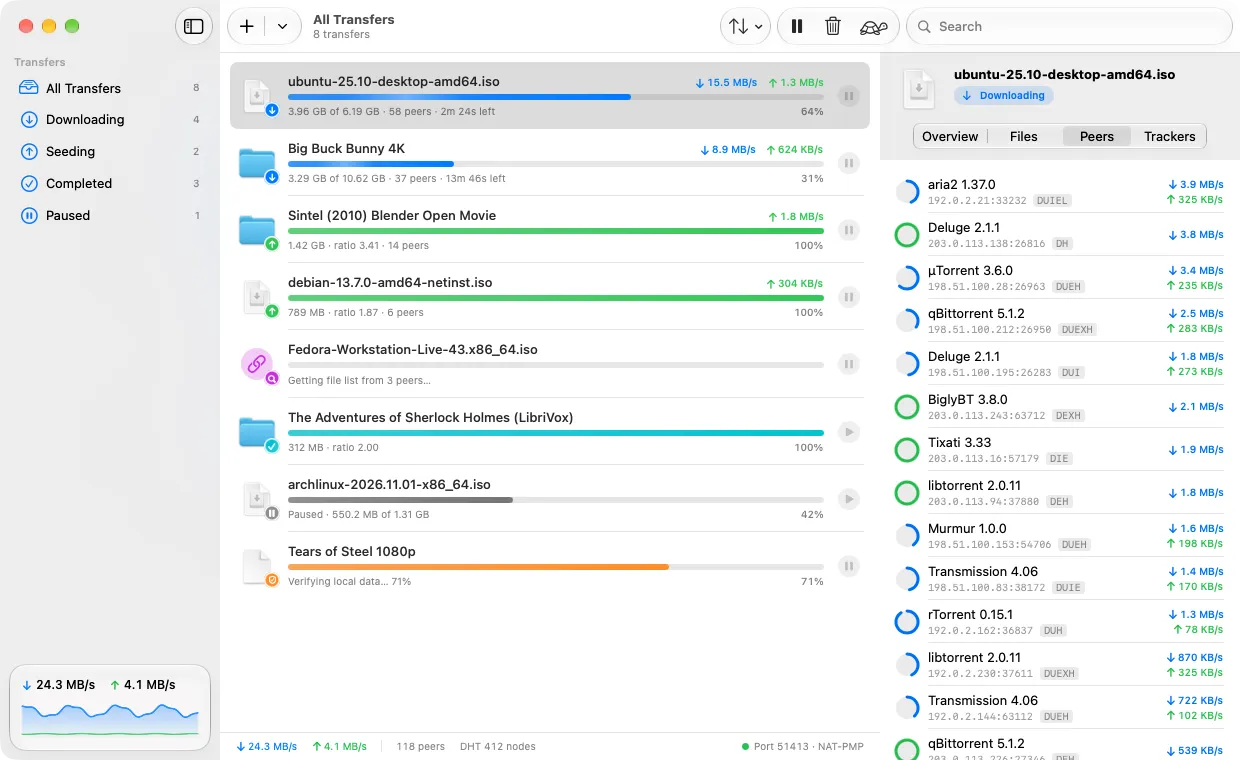 Transfers
All Transfers 8
Downloading 4
Seeding 2
Completed 3
Paused 1
↓ 24.3 MB/s ↑ 4.1 MB/s
All Transfers
8 transfers
Search
ubuntu-25.10-desktop-amd64.iso ↓ 15.5 MB/s ↑ 1.3 MB/s
3.96 GB of 6.19 GB · 58 peers · 2m 24s left 64%
Big Buck Bunny 4K ↓ 8.9 MB/s ↑ 624 KB/s
3.29 GB of 10.62 GB · 37 peers · 13m 46s left 31%
Sintel (2010) Blender Open Movie ↑ 1.8 MB/s
1.42 GB · ratio 3.41 · 14 peers 100%
debian-13.7.0-amd64-netinst.iso ↑ 304 KB/s
789 MB · ratio 1.87 · 6 peers 100%
Fedora-Workstation-Live-43.x86_64.iso
Getting file list from 3 peers...
The Adventures of Sherlock Holmes (LibriVox)
312 MB · ratio 2.00 100%
archlinux-2026.11.01-x86_64.iso
Paused · 550.2 MB of 1.31 GB 42%
Tears of Steel 1080p
Verifying local data... 71% 71%
↓ 24.3 MB/s ↑ 4.1 MB/s 118 peers DHT 412 nodes Port 51413 · NAT-PMP
ubuntu-25.10-desktop-amd64.iso
↓ Downloading
Overview Files Peers Trackers
aria2 1.37.0 ↓ 3.9 MB/s
192.0.2.21:33232 DUIEL ↑ 325 KB/s
Deluge 2.1.1 ↓ 3.8 MB/s
203.0.113.138:26816 DH
µTorrent 3.6.0 ↓ 3.4 MB/s
198.51.100.28:26963 DUEH ↑ 235 KB/s
qBittorrent 5.1.2 ↓ 2.5 MB/s
198.51.100.212:26950 DUEXH ↑ 283 KB/s
Deluge 2.1.1 ↓ 1.8 MB/s
198.51.100.195:26283 DUI ↑ 273 KB/s
BiglyBT 3.8.0 ↓ 2.1 MB/s
203.0.113.243:63712 DEXH
Tixati 3.33 ↓ 1.9 MB/s
203.0.113.16:57179 DIE
libtorrent 2.0.11 ↓ 1.8 MB/s
203.0.113.94:37880 DEH
Murmur 1.0.0 ↓ 1.6 MB/s
198.51.100.153:54706 DUEH ↑ 198 KB/s
Transmission 4.06 ↓ 1.4 MB/s
198.51.100.83:38172 DUIE ↑ 170 KB/s
rTorrent 0.15.1 ↓ 1.3 MB/s
192.0.2.162:36837 DUH ↑ 78 KB/s
libtorrent 2.0.11 ↓ 870 KB/s
192.0.2.230:37611 DUEXH ↑ 325 KB/s
Transmission 4.06 ↓ 722 KB/s
192.0.2.144:63112 DUEH ↑ 102 KB/s
qBittorrent 5.1.2 ↓ 539 KB/s